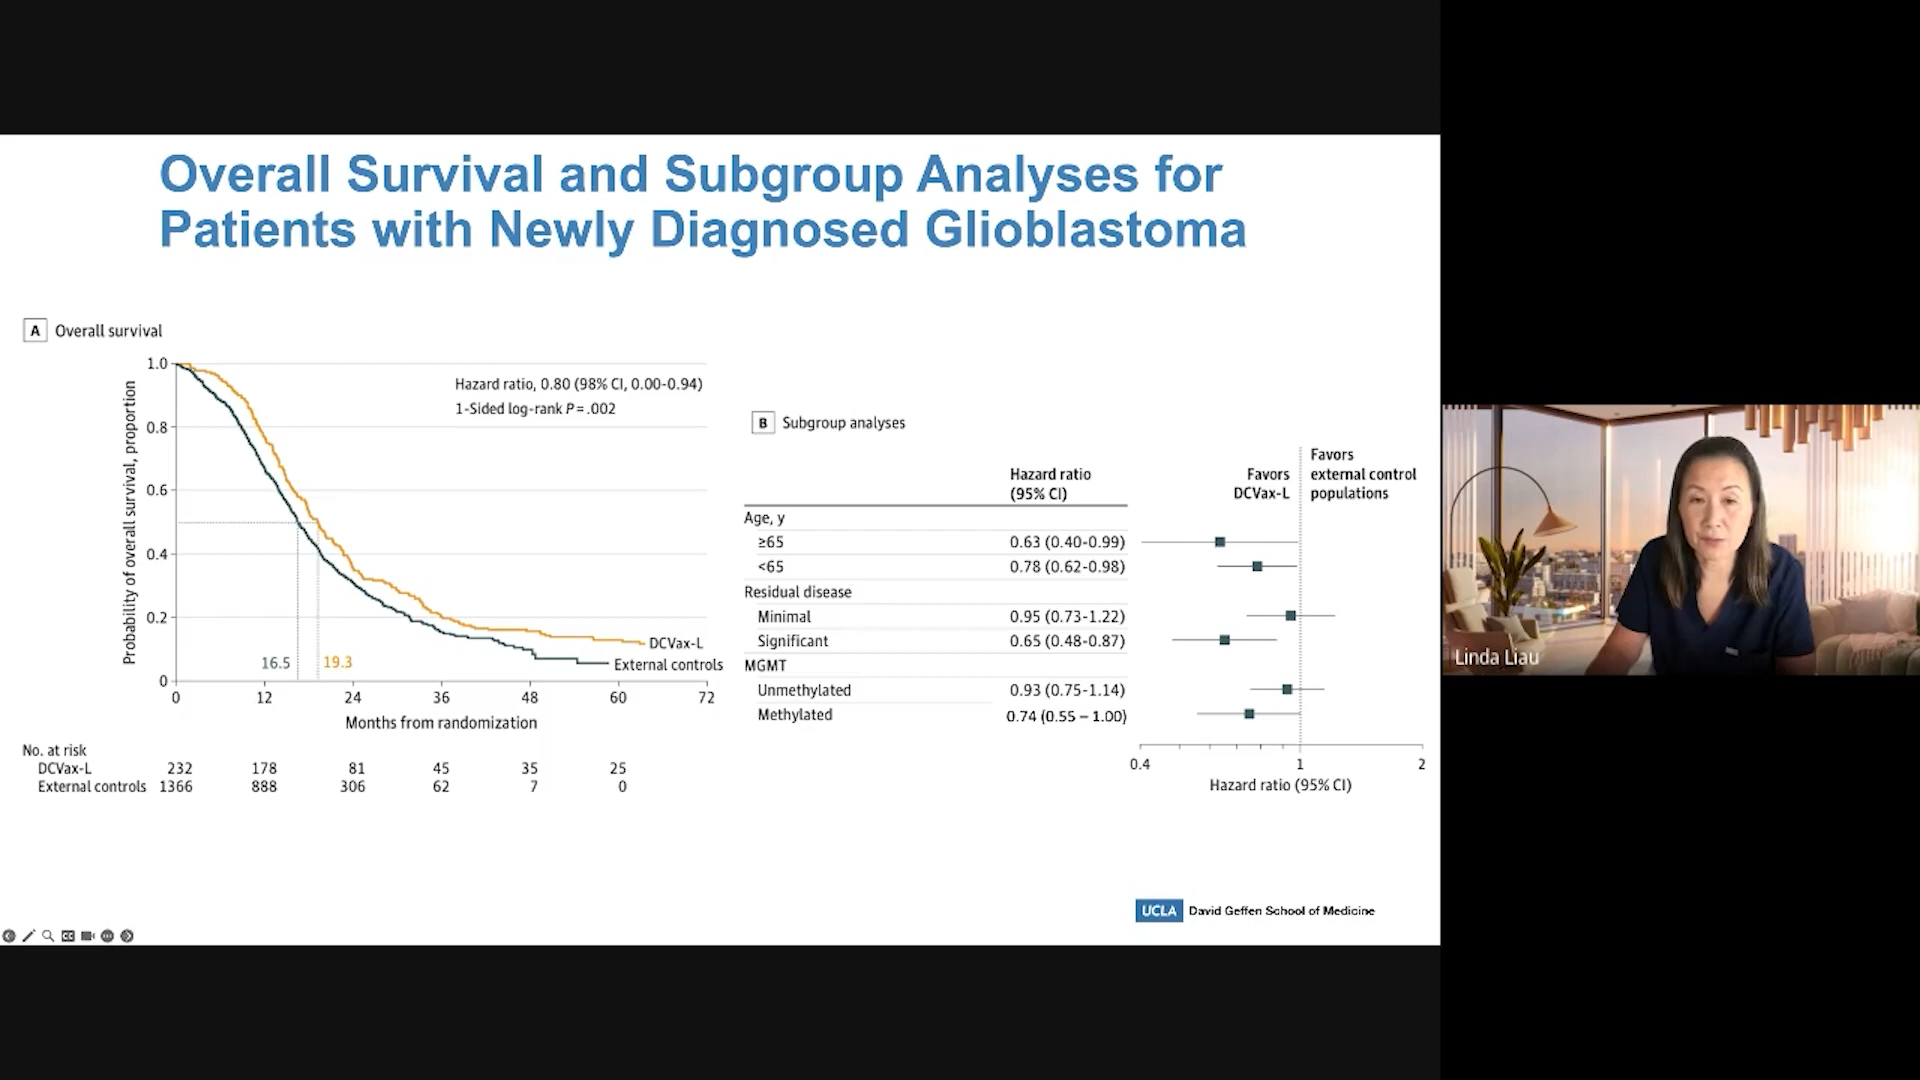 Overall Survival and Subgroup Analyses for
Patients with Newly Diagnosed Glioblastoma
A Overall survival
Probability of overall survival, proportion
1.0
0.8
0.6
0.4
0.2
0
Hazard ratio, 0.80 (98% CI, 0.00-0.94)
1-Sided log-rank P=.002
16.5
19.3
DCVax-L
External controls
0 12 24 36 48 60 72
Months from randomization
No. at risk
DCVax-L 232 178 81 45 35 25
External controls 1366 888 306 62 7 0
B Subgroup analyses
Hazard ratio
(95% CI)
Favors
DCVax-L
Favors
external control
populations
Age, y
≥65 0.63 (0.40-0.99)
<65 0.78 (0.62-0.98)
Residual disease
Minimal 0.95 (0.73-1.22)
Significant 0.65 (0.48-0.87)
MGMT
Unmethylated 0.93 (0.75-1.14)
Methylated 0.74 (0.55 – 1.00)
0.4 1 2
Hazard ratio (95% CI)
UCLA David Geffen School of Medicine
Linda Liau